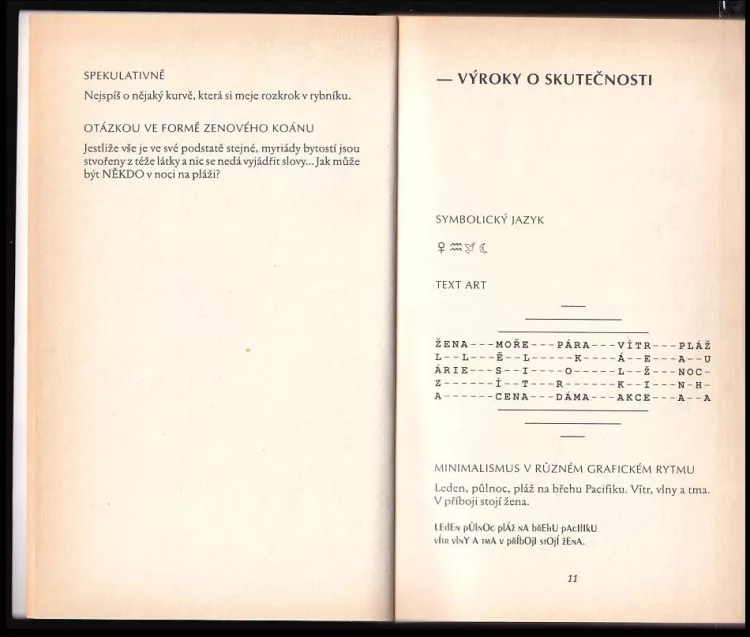 SPEKULATIVNĚ
Nejspíš o nějaký kurvě, která si meje rozkrok v rybníku.
OTÁZKOU VE FORMĚ ZENOVÉHO KOÁNU
Jestliže vše je ve své podstatě stejné, myriády bytostí jsou
stvořeny z téže látky a nic se nedá vyjádřit slovy... Jak může
být NĚKDO v noci na pláži?
— VÝROKY O SKUTEČNOSTI
SYMBOLICKÝ JAZYK
♀ ♒ 🕊 ☾
TEXT ART
ŽENA---MOŘE---PÁRA---VÍTR---PLÁŽ
L--L---Ě--L-----K----Á--E---A--U
ÁRIE---S--I---O------L--Ž---NOC-
Z------Í--T---R------K--I---N-H-
A------CENA---DÁMA---AKCE---A--A
MINIMALISMUS V RŮZNÉM GRAFICKÉM RYTMU
Leden, půlnoc, pláž na břehu Pacifiku. Vítr, vlny a tma.
V příboji stojí žena.
LEdEN pŮlNOc plÁž NA bŘEhU pAcIfIkU
vÍtR vlNY A tmA v pŘÍbOjI stOjÍ žENA.
11